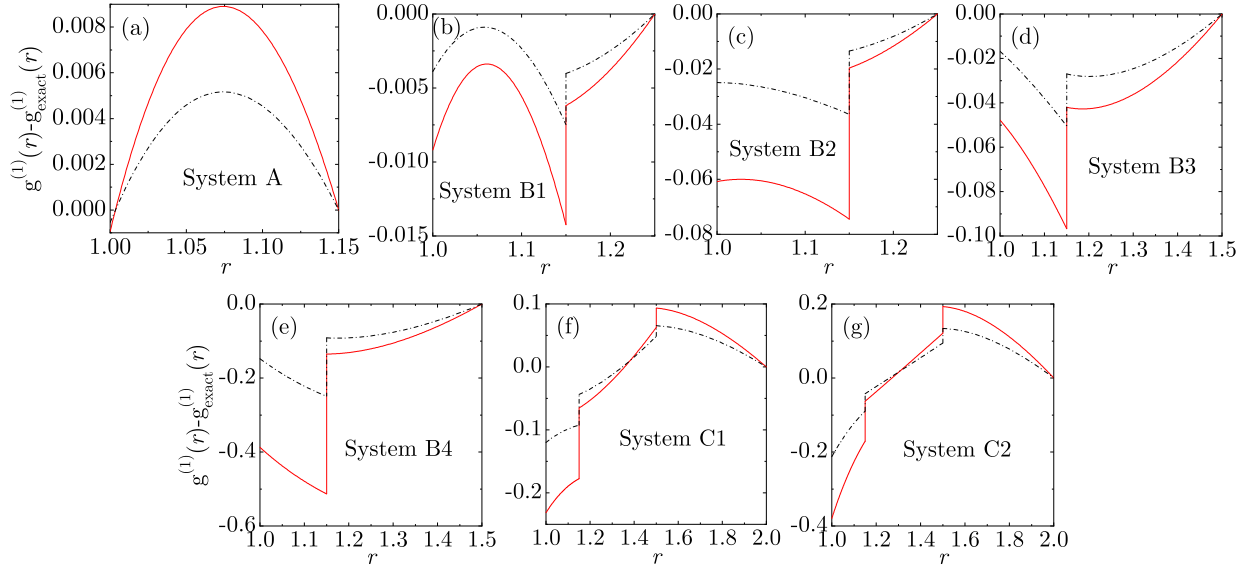 (a)
g^(1)(r)-g^(1)_exact(r)
0.008
0.006
0.004
0.002
0.000
System A
1.00 1.05 1.10 1.15
r
(b)
0.000
-0.005
-0.010
-0.015
System B1
1.0 1.1 1.2
r
(c)
0.00
-0.02
-0.04
-0.06
-0.08
System B2
1.0 1.1 1.2
r
(d)
0.00
-0.02
-0.04
-0.06
-0.08
-0.10
System B3
1.0 1.1 1.2 1.3 1.4 1.5
r
(e)
g^(1)(r)-g^(1)_exact(r)
0.0
-0.2
-0.4
-0.6
System B4
1.0 1.1 1.2 1.3 1.4 1.5
r
(f)
0.1
0.0
-0.1
-0.2
System C1
1.0 1.2 1.4 1.6 1.8 2.0
r
(g)
0.2
0.0
-0.2
-0.4
System C2
1.0 1.2 1.4 1.6 1.8 2.0
r